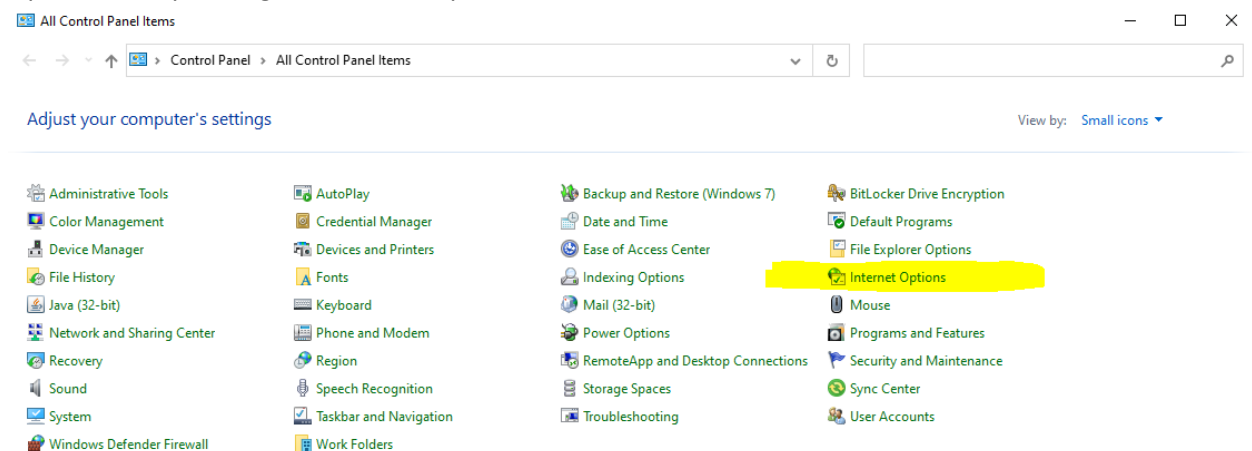 All Control Panel Items
Control Panel > All Control Panel Items
Adjust your computer's settings
View by: Small icons
Administrative Tools AutoPlay Backup and Restore (Windows 7) BitLocker Drive Encryption
Color Management Credential Manager Date and Time Default Programs
Device Manager Devices and Printers Ease of Access Center File Explorer Options
File History Fonts Indexing Options Internet Options
Java (32-bit) Keyboard Mail (32-bit) Mouse
Network and Sharing Center Phone and Modem Power Options Programs and Features
Recovery Region RemoteApp and Desktop Connections Security and Maintenance
Sound Speech Recognition Storage Spaces Sync Center
System Taskbar and Navigation Troubleshooting User Accounts
Windows Defender Firewall Work Folders